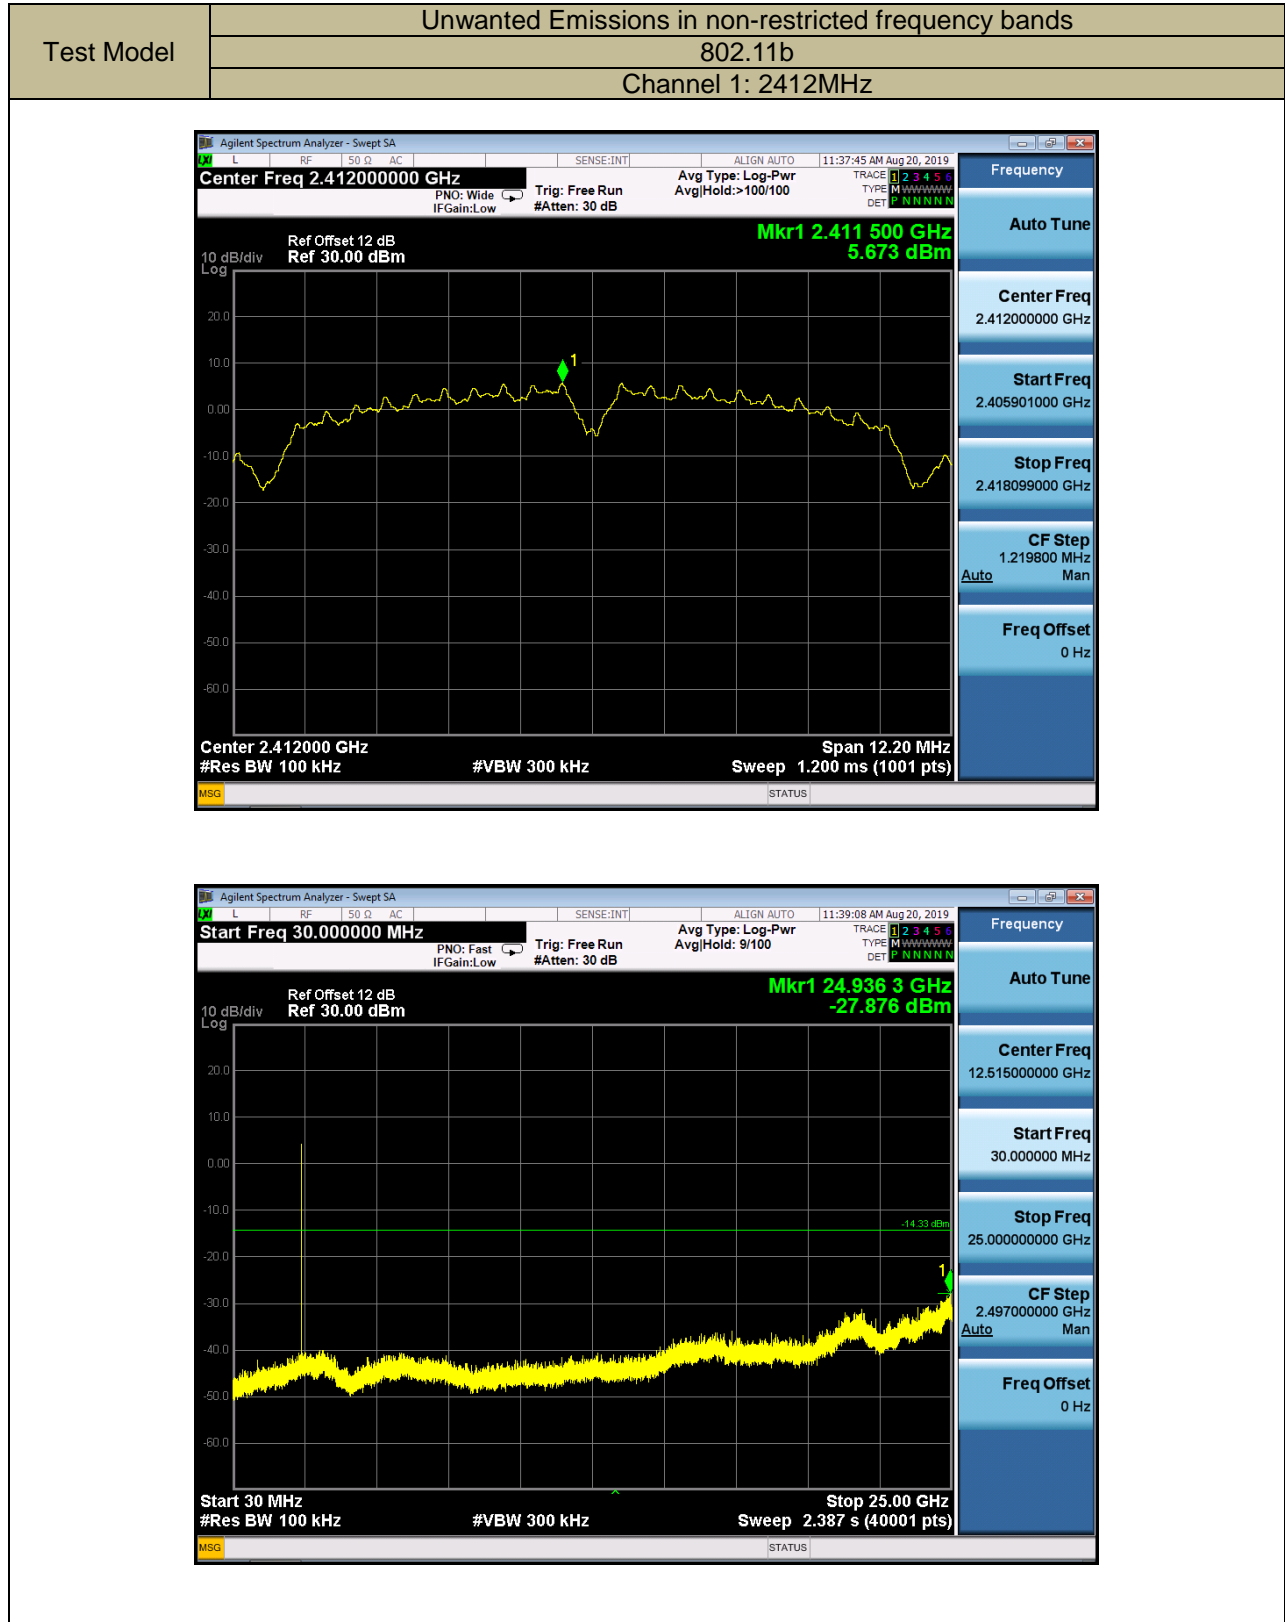 Test Model
Unwanted Emissions in non-restricted frequency bands
802.11b
Channel 1: 2412MHz
Agilent Spectrum Analyzer - Swept SA
LXI L RF 50 Ω AC SENSE:INT ALIGN AUTO 11:37:45 AM Aug 20, 2019
Center Freq 2.412000000 GHz
PNO: Wide
IFGain:Low
Trig: Free Run
#Atten: 30 dB
Avg Type: Log-Pwr
Avg|Hold:>100/100
TRACE 1 2 3 4 5 6
TYPE M WWWWW
DET P N N N N N
Mkr1 2.411 500 GHz
5.673 dBm
Ref Offset 12 dB
10 dB/div Ref 30.00 dBm
Log
20.0
10.0
0.00
-10.0
-20.0
-30.0
-40.0
-50.0
-60.0
1
Center 2.412000 GHz Span 12.20 MHz
#Res BW 100 kHz #VBW 300 kHz Sweep 1.200 ms (1001 pts)
MSG STATUS
Frequency
Auto Tune
Center Freq
2.412000000 GHz
Start Freq
2.405901000 GHz
Stop Freq
2.418099000 GHz
CF Step
1.219800 MHz
Auto Man
Freq Offset
0 Hz
Agilent Spectrum Analyzer - Swept SA
LXI L RF 50 Ω AC SENSE:INT ALIGN AUTO 11:39:08 AM Aug 20, 2019
Start Freq 30.000000 MHz
PNO: Fast
IFGain:Low
Trig: Free Run
#Atten: 30 dB
Avg Type: Log-Pwr
Avg|Hold: 9/100
TRACE 1 2 3 4 5 6
TYPE M WWWWW
DET P N N N N N
Mkr1 24.936 3 GHz
-27.876 dBm
Ref Offset 12 dB
10 dB/div Ref 30.00 dBm
Log
20.0
10.0
0.00
-10.0
-20.0
-30.0
-40.0
-50.0
-60.0
-14.33 dBm
1
Start 30 MHz Stop 25.00 GHz
#Res BW 100 kHz #VBW 300 kHz Sweep 2.387 s (40001 pts)
MSG STATUS
Frequency
Auto Tune
Center Freq
12.515000000 GHz
Start Freq
30.000000 MHz
Stop Freq
25.000000000 GHz
CF Step
2.497000000 GHz
Auto Man
Freq Offset
0 Hz